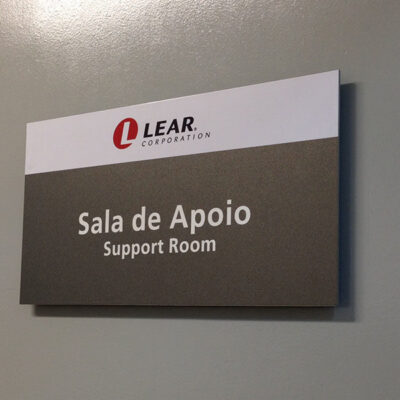 LEAR®
CORPORATION
Sala de Apoio
Support Room